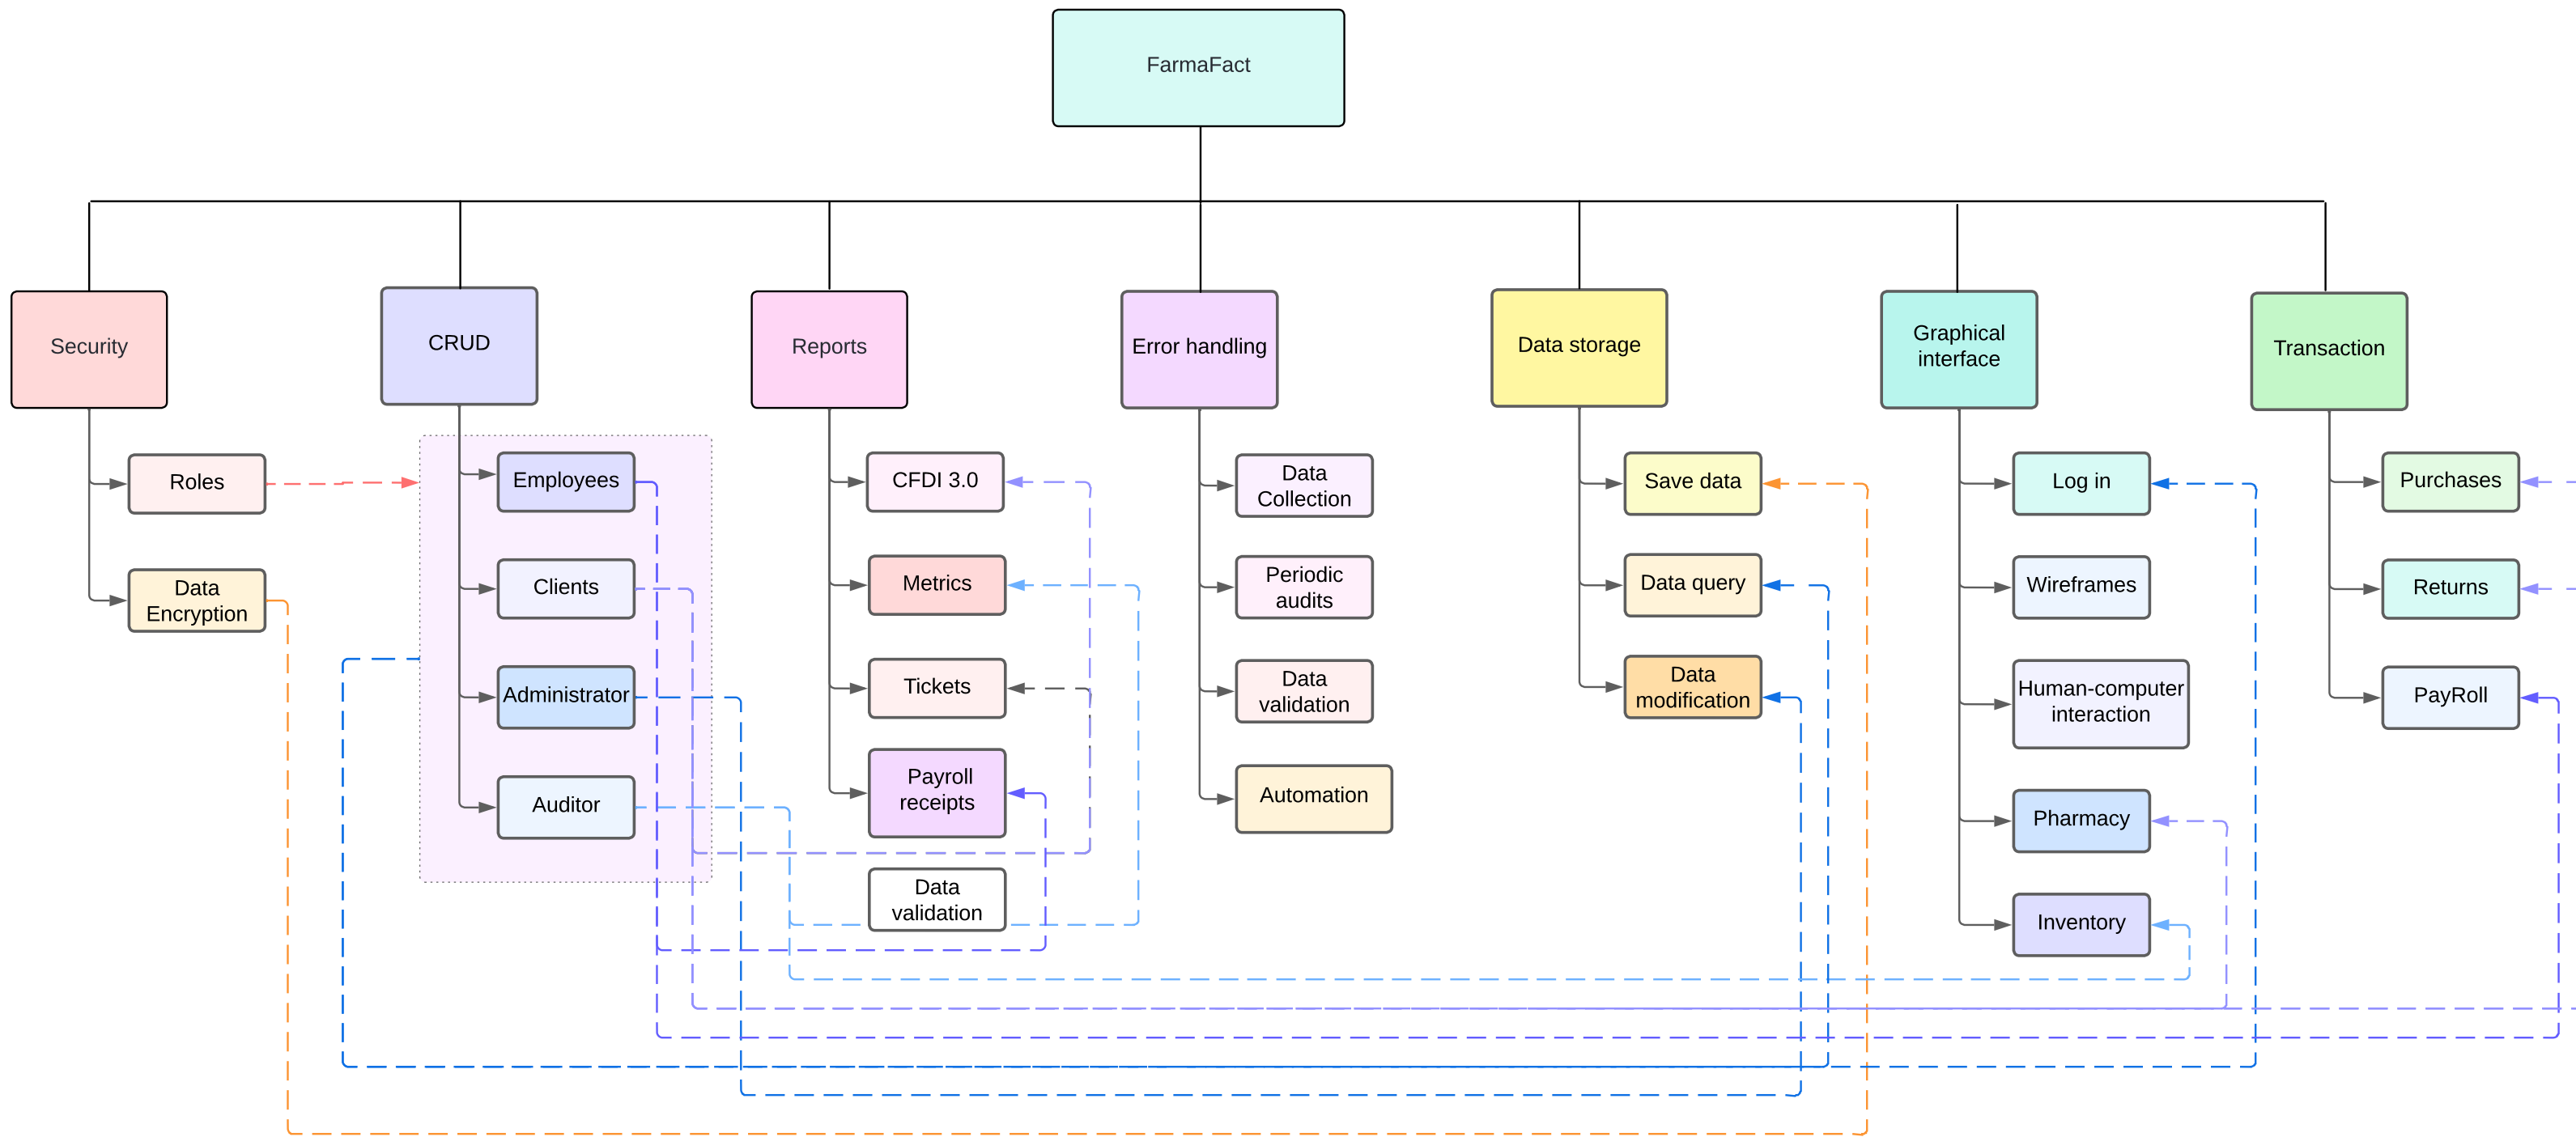 FarmaFact
Security
CRUD
Reports
Error handling
Data storage
Graphical
interface
Transaction
Roles
Data
Encryption
Employees
Clients
Administrator
Auditor
CFDI 3.0
Metrics
Tickets
Payroll
receipts
Data
validation
Data
Collection
Periodic
audits
Data
validation
Automation
Save data
Data query
Data
modification
Log in
Wireframes
Human-computer
interaction
Pharmacy
Inventory
Purchases
Returns
PayRoll